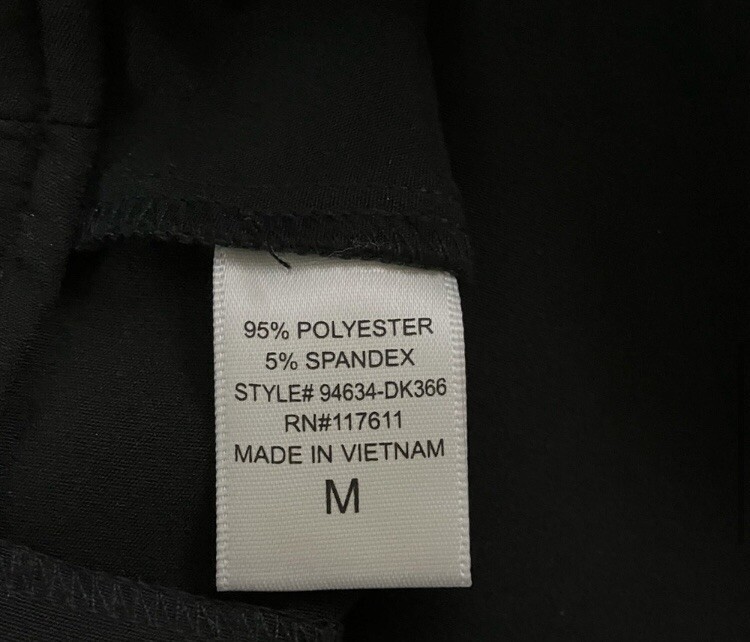 95% POLYESTER
5% SPANDEX
STYLE# 94634-DK366
RN#117611
MADE IN VIETNAM
M